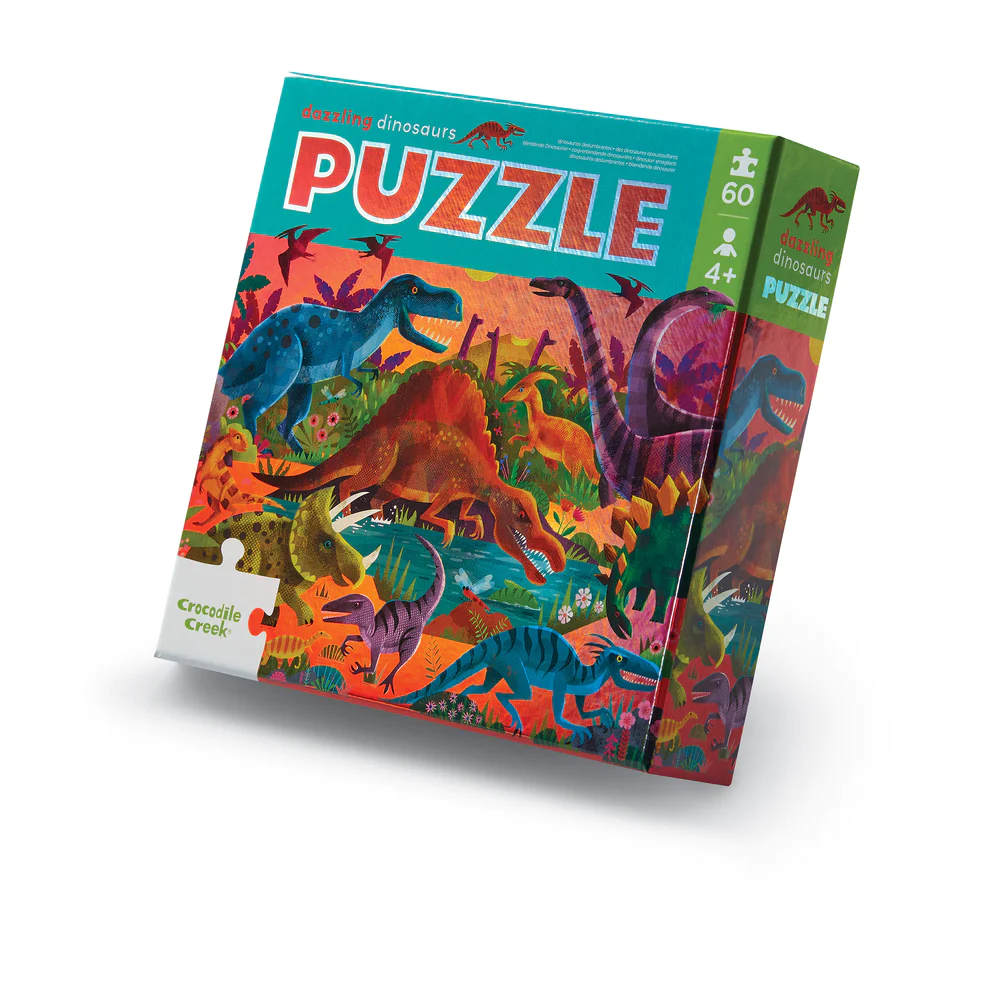 dazzling dinosaurs
PUZZLE
60
4+
dazzling
dinosaurs
PUZZLE
Crocodile
Creek®